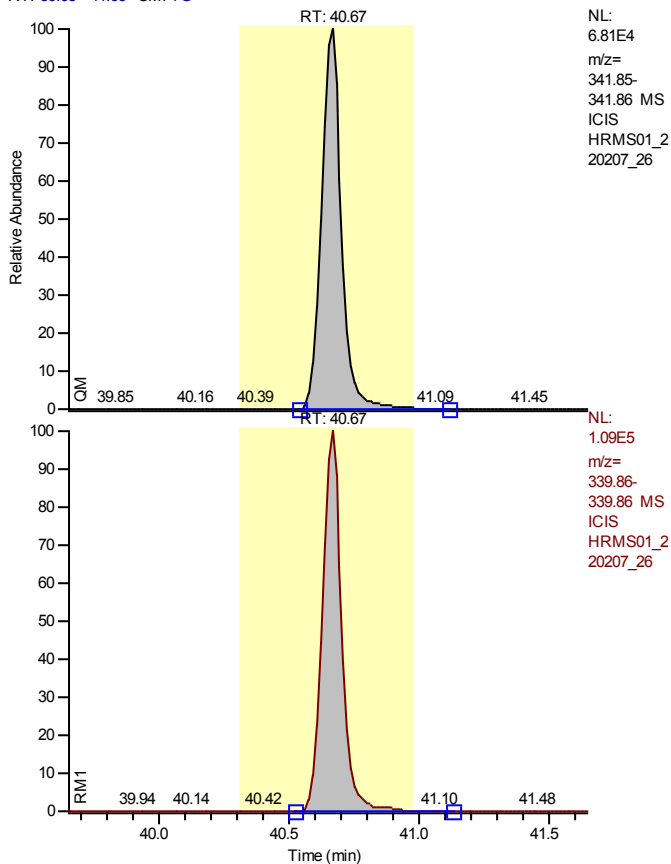 RT: 40.67
NL:
6.81E4
m/z=
341.85-
341.86 MS
ICIS
HRMS01_2
20207_26
100
90
80
70
60
50
40
30
20
10
0
Relative Abundance
QM
39.85 40.16 40.39 41.09 41.45
RT: 40.67
NL:
1.09E5
m/z=
339.86-
339.86 MS
ICIS
HRMS01_2
20207_26
100
90
80
70
60
50
40
30
20
10
0
RM1
39.94 40.14 40.42 41.10 41.48
40.0 40.5 41.0 41.5
Time (min)